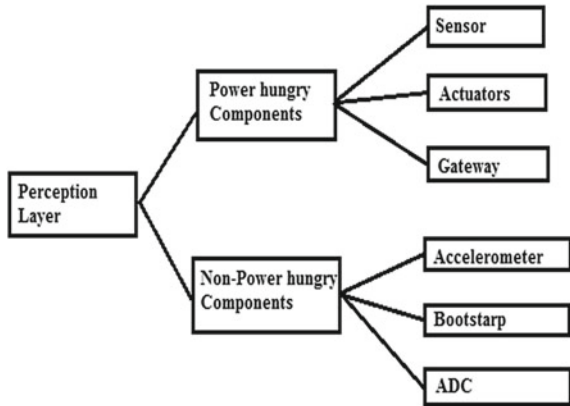 Perception
Layer
Power hungry
Components
Sensor
Actuators
Gateway
Non-Power hungry
Components
Accelerometer
Bootstarp
ADC